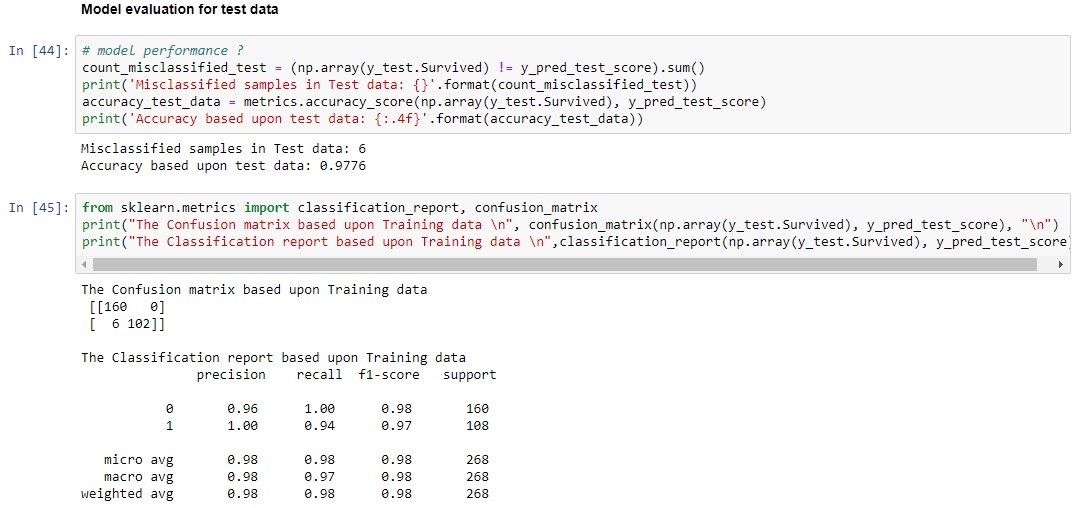 Model evaluation for test data
In [44]: # model performance ?
count_misclassified_test = (np.array(y_test.Survived) != y_pred_test_score).sum()
print('Misclassified samples in Test data: {}'.format(count_misclassified_test))
accuracy_test_data = metrics.accuracy_score(np.array(y_test.Survived), y_pred_test_score)
print('Accuracy based upon test data: {:.4f}'.format(accuracy_test_data))
Misclassified samples in Test data: 6
Accuracy based upon test data: 0.9776
In [45]: from sklearn.metrics import classification_report, confusion_matrix
print("The Confusion matrix based upon Training data \n", confusion_matrix(np.array(y_test.Survived), y_pred_test_score), "\n")
print("The Classification report based upon Training data \n",classification_report(np.array(y_test.Survived), y_pred_test_score)
The Confusion matrix based upon Training data
[[160   0]
[  6 102]]
The Classification report based upon Training data
precision    recall  f1-score   support
0       0.96      1.00      0.98       160
1       1.00      0.94      0.97       108
micro avg       0.98      0.98      0.98       268
macro avg       0.98      0.97      0.98       268
weighted avg       0.98      0.98      0.98       268